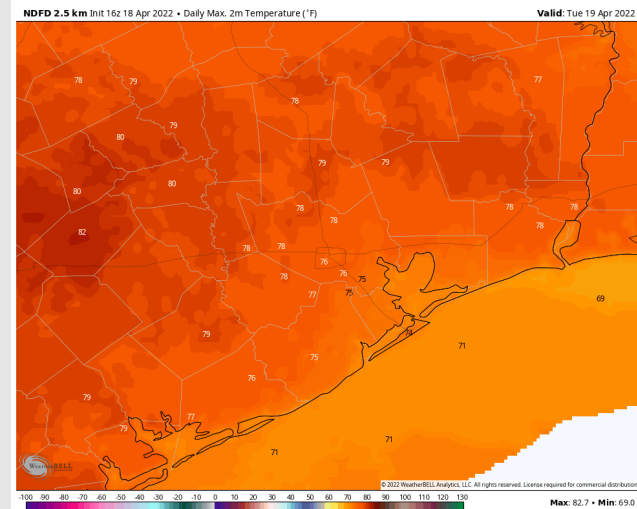 NDFD 2.5 km Init 16z 18 Apr 2022 • Daily Max. 2m Temperature (°F)
Valid: Tue 19 Apr 2022
78 79 77
78
79
80
79 79
80 80
78 78 78
82 78 78
78 78
76
78 76 75
77 75
69
79 74
71
75
76
79
77
79
71
71
WeatherBELL
© 2022 WeatherBELL Analytics, LLC. All rights reserved. License required for commercial distribution
-100 -90 -80 -70 -60 -50 -40 -30 -20 -10 0 10 20 30 40 50 60 70 80 90 100 110 120 130
Max: 82.7 • Min: 69.0